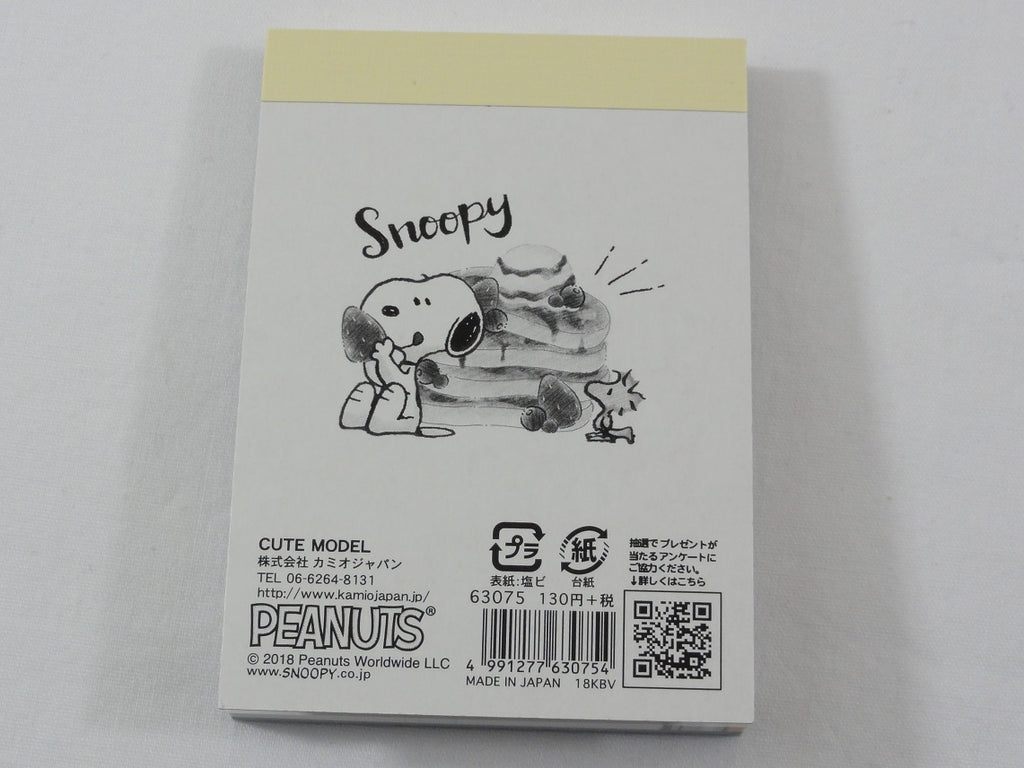 Snoopy
CUTE MODEL
株式会社 カミオジャパン
TEL 06-6264-8131
http://www.kamiojapan.jp/
PEANUTS®
© 2018 Peanuts Worldwide LLC
www.SNOOPY.co.jp
プラ
表紙:塩ビ
紙
台紙
63075 130円+税
4 991277 630754
MADE IN JAPAN 18KBV
抽選でプレゼントが
当たるアンケートに
ご協力ください。
↓詳しくはこちら